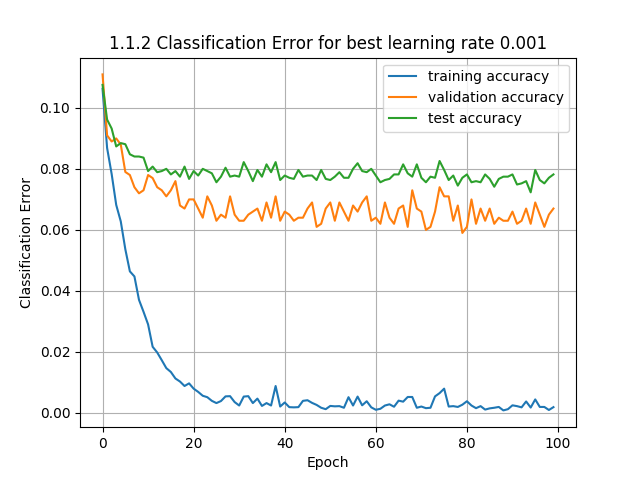 1.1.2 Classification Error for best learning rate 0.001
training accuracy
validation accuracy
test accuracy
Classification Error
0.10
0.08
0.06
0.04
0.02
0.00
0 20 40 60 80 100
Epoch